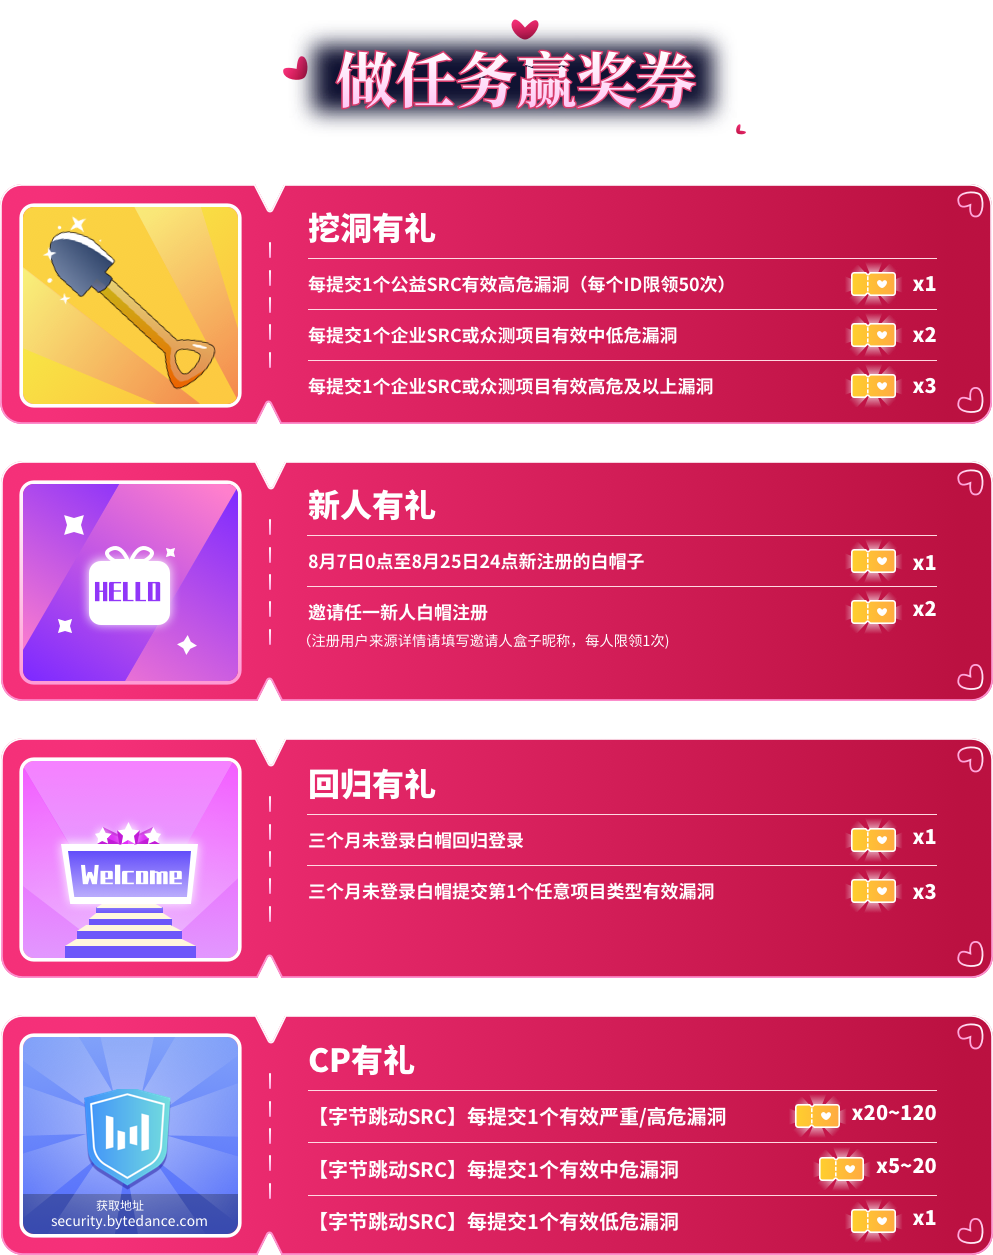 做任务赢奖券
挖洞有礼
每提交1个公益SRC有效高危漏洞（每个ID限领50次） x1
每提交1个企业SRC或众测项目有效中低危漏洞 x2
每提交1个企业SRC或众测项目有效高危及以上漏洞 x3
新人有礼
HELLO
8月7日0点至8月25日24点新注册的白帽子 x1
邀请任一新人白帽注册 x2
(注册用户来源详情请填写邀请人盒子昵称，每人限领1次)
回归有礼
Welcome
三个月未登录白帽回归登录 x1
三个月未登录白帽提交第1个任意项目类型有效漏洞 x3
CP有礼
【字节跳动SRC】每提交1个有效严重/高危漏洞 x20~120
【字节跳动SRC】每提交1个有效中危漏洞 x5~20
【字节跳动SRC】每提交1个有效低危漏洞 x1
获取地址
security.bytedance.com